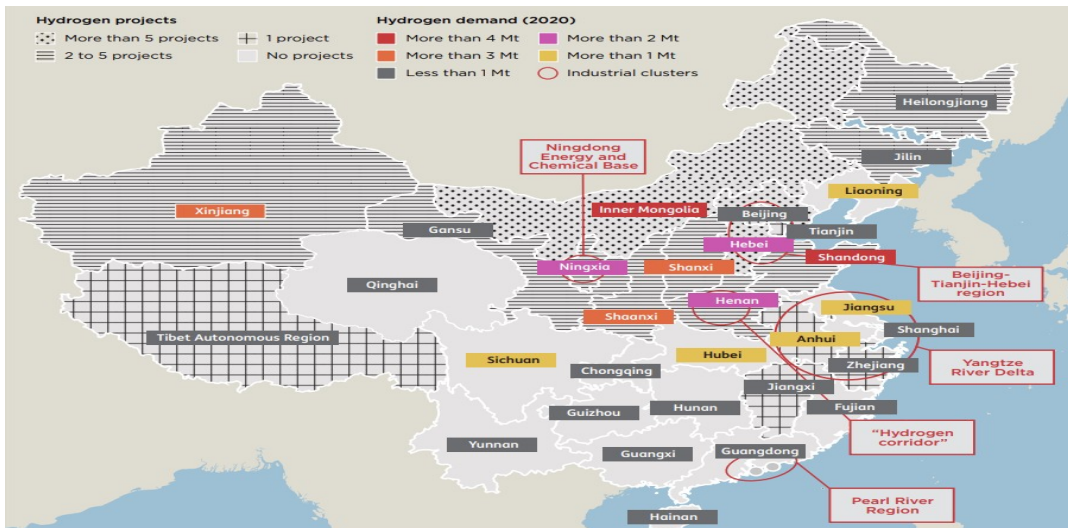 Hydrogen projects
More than 5 projects
1 project
2 to 5 projects
No projects
Hydrogen demand (2020)
More than 4 Mt
More than 2 Mt
More than 3 Mt
More than 1 Mt
Less than 1 Mt
Industrial clusters
Heilongjiang
Ningdong
Energy and
Chemical Base
Jilin
Liaoning
Xinjiang
Inner Mongolia
Beijing
Gansu
Tianjin
Hebei
Shandong
Ningxia
Shanxi
Qinghai
Beijing-
Tianjin-Hebei
region
Henan
Jiangsu
Shaanxi
Shanghai
Tibet Autonomous Region
Anhui
Hubei
Sichuan
Chongqing
Zhejiang
Yangtze
River Delta
Jiangxi
Guizhou
Hunan
Fujian
Yunnan
Guangxi
Guangdong
"Hydrogen
corridor"
Pearl River
Region
Hainan